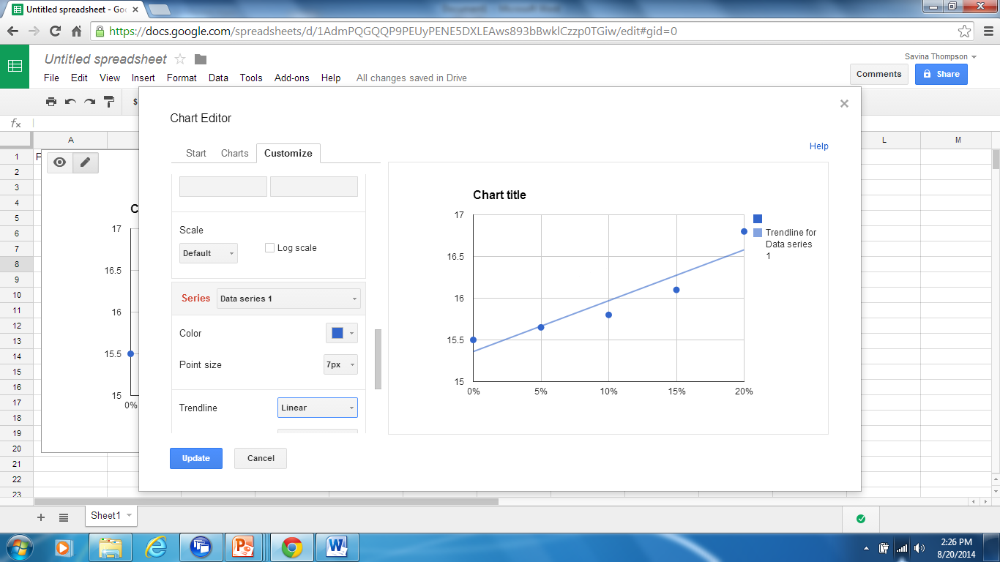 Untitled spreadsheet - Goo
https://docs.google.com/spreadsheets/d/1AdmPQGQQP9PEUyPENE5DXLEAws893bBwklCzzp0TGiw/edit#gid=0
Untitled spreadsheet
Savina Thompson
File Edit View Insert Format Data Tools Add-ons Help All changes saved in Drive
Comments Share
$
fx
A L M
1
2
3
4
5
6
7
8
9
10
11
12
13
14
15
16
17
18
19
20
21
22
23
17
16.5
16
15.5
15
0%
Chart Editor
Help
Start Charts Customize
Scale
Default Log scale
Series Data series 1
Color
Point size 7px
Trendline Linear
Update Cancel
Chart title
17
16.5
16
15.5
15
0% 5% 10% 15% 20%
Trendline for
Data series
1
Sheet1
2:26 PM
8/20/2014